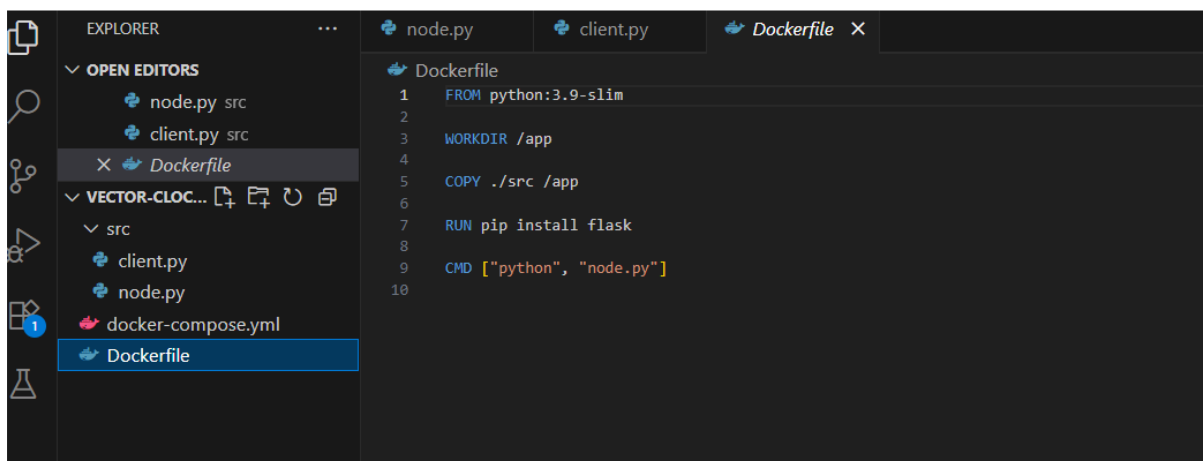 EXPLORER ...
OPEN EDITORS
node.py src
client.py src
Dockerfile
VECTOR-CLOC...
src
client.py
node.py
docker-compose.yml
Dockerfile
1
node.py
client.py
Dockerfile
Dockerfile
1 FROM python:3.9-slim
2
3 WORKDIR /app
4
5 COPY ./src /app
6
7 RUN pip install flask
8
9 CMD ["python", "node.py"]
10